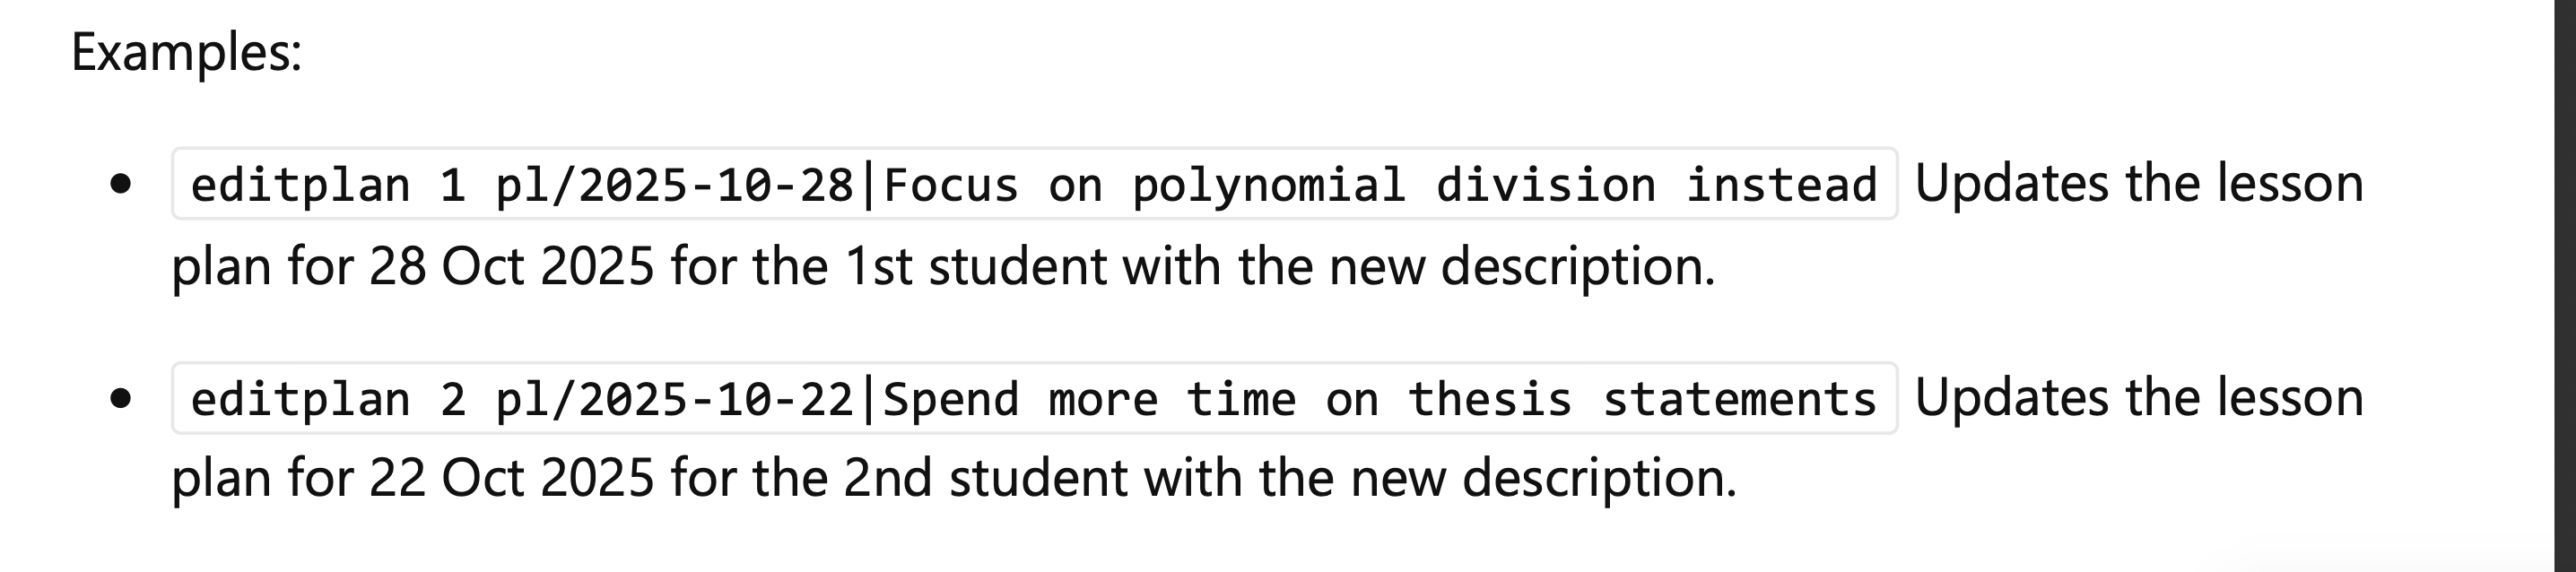 Examples:
• editplan 1 pl/2025-10-28|Focus on polynomial division instead Updates the lesson
plan for 28 Oct 2025 for the 1st student with the new description.
• editplan 2 pl/2025-10-22|Spend more time on thesis statements Updates the lesson
plan for 22 Oct 2025 for the 2nd student with the new description.